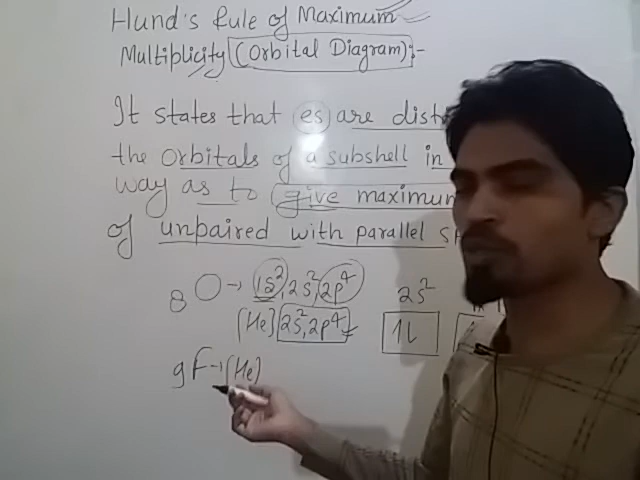 Hund's Rule of Maximum
Multiplicity (Orbital Diagram):-
It states that es are dist
the orbitals of a subshell in
way as to give maximum
of unpaired with parallel
8O → 1s², 2s², 2p⁴
2s²
[He] 2s², 2p⁴
1l
9F → [He]